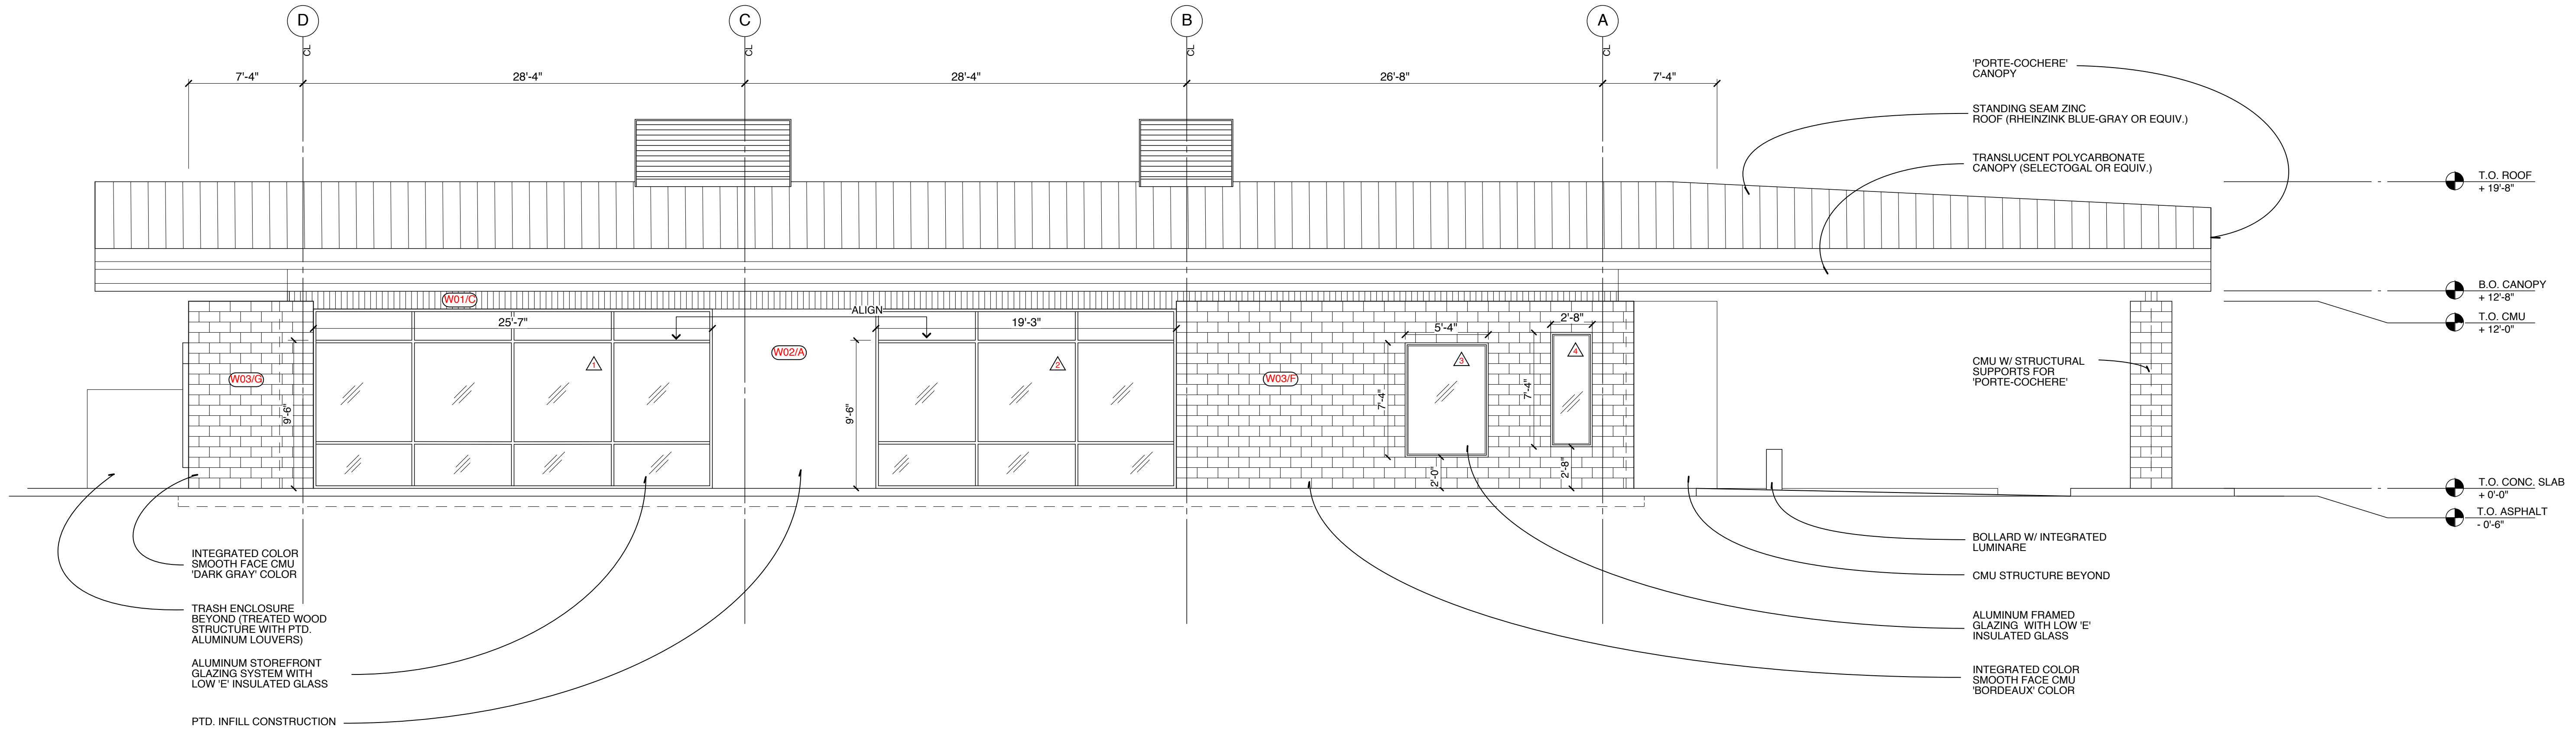 D
C
B
A
CL
CL
CL
CL
7'-4"
28'-4"
28'-4"
26'-8"
7'-4"
'PORTE-COCHERE'
CANOPY
STANDING SEAM ZINC
ROOF (RHEINZINK BLUE-GRAY OR EQUIV.)
TRANSLUCENT POLYCARBONATE
CANOPY (SELECTOGAL OR EQUIV.)
T.O. ROOF
+ 19'-8"
B.O. CANOPY
+ 12'-8"
T.O. CMU
+ 12'-0"
W01/C
ALIGN
25'-7"
19'-3"
5'-4"
2'-8"
W02/A
W03/G
W03/F
1
2
3
4
9'-6"
9'-6"
7'-4"
7'-4"
2'-0"
2'-8"
CMU W/ STRUCTURAL
SUPPORTS FOR
'PORTE-COCHERE'
T.O. CONC. SLAB
+ 0'-0"
T.O. ASPHALT
- 0'-6"
INTEGRATED COLOR
SMOOTH FACE CMU
'DARK GRAY' COLOR
TRASH ENCLOSURE
BEYOND (TREATED WOOD
STRUCTURE WITH PTD.
ALUMINUM LOUVERS)
ALUMINUM STOREFRONT
GLAZING SYSTEM WITH
LOW 'E' INSULATED GLASS
PTD. INFILL CONSTRUCTION
BOLLARD W/ INTEGRATED
LUMINARE
CMU STRUCTURE BEYOND
ALUMINUM FRAMED
GLAZING WITH LOW 'E'
INSULATED GLASS
INTEGRATED COLOR
SMOOTH FACE CMU
'BORDEAUX' COLOR